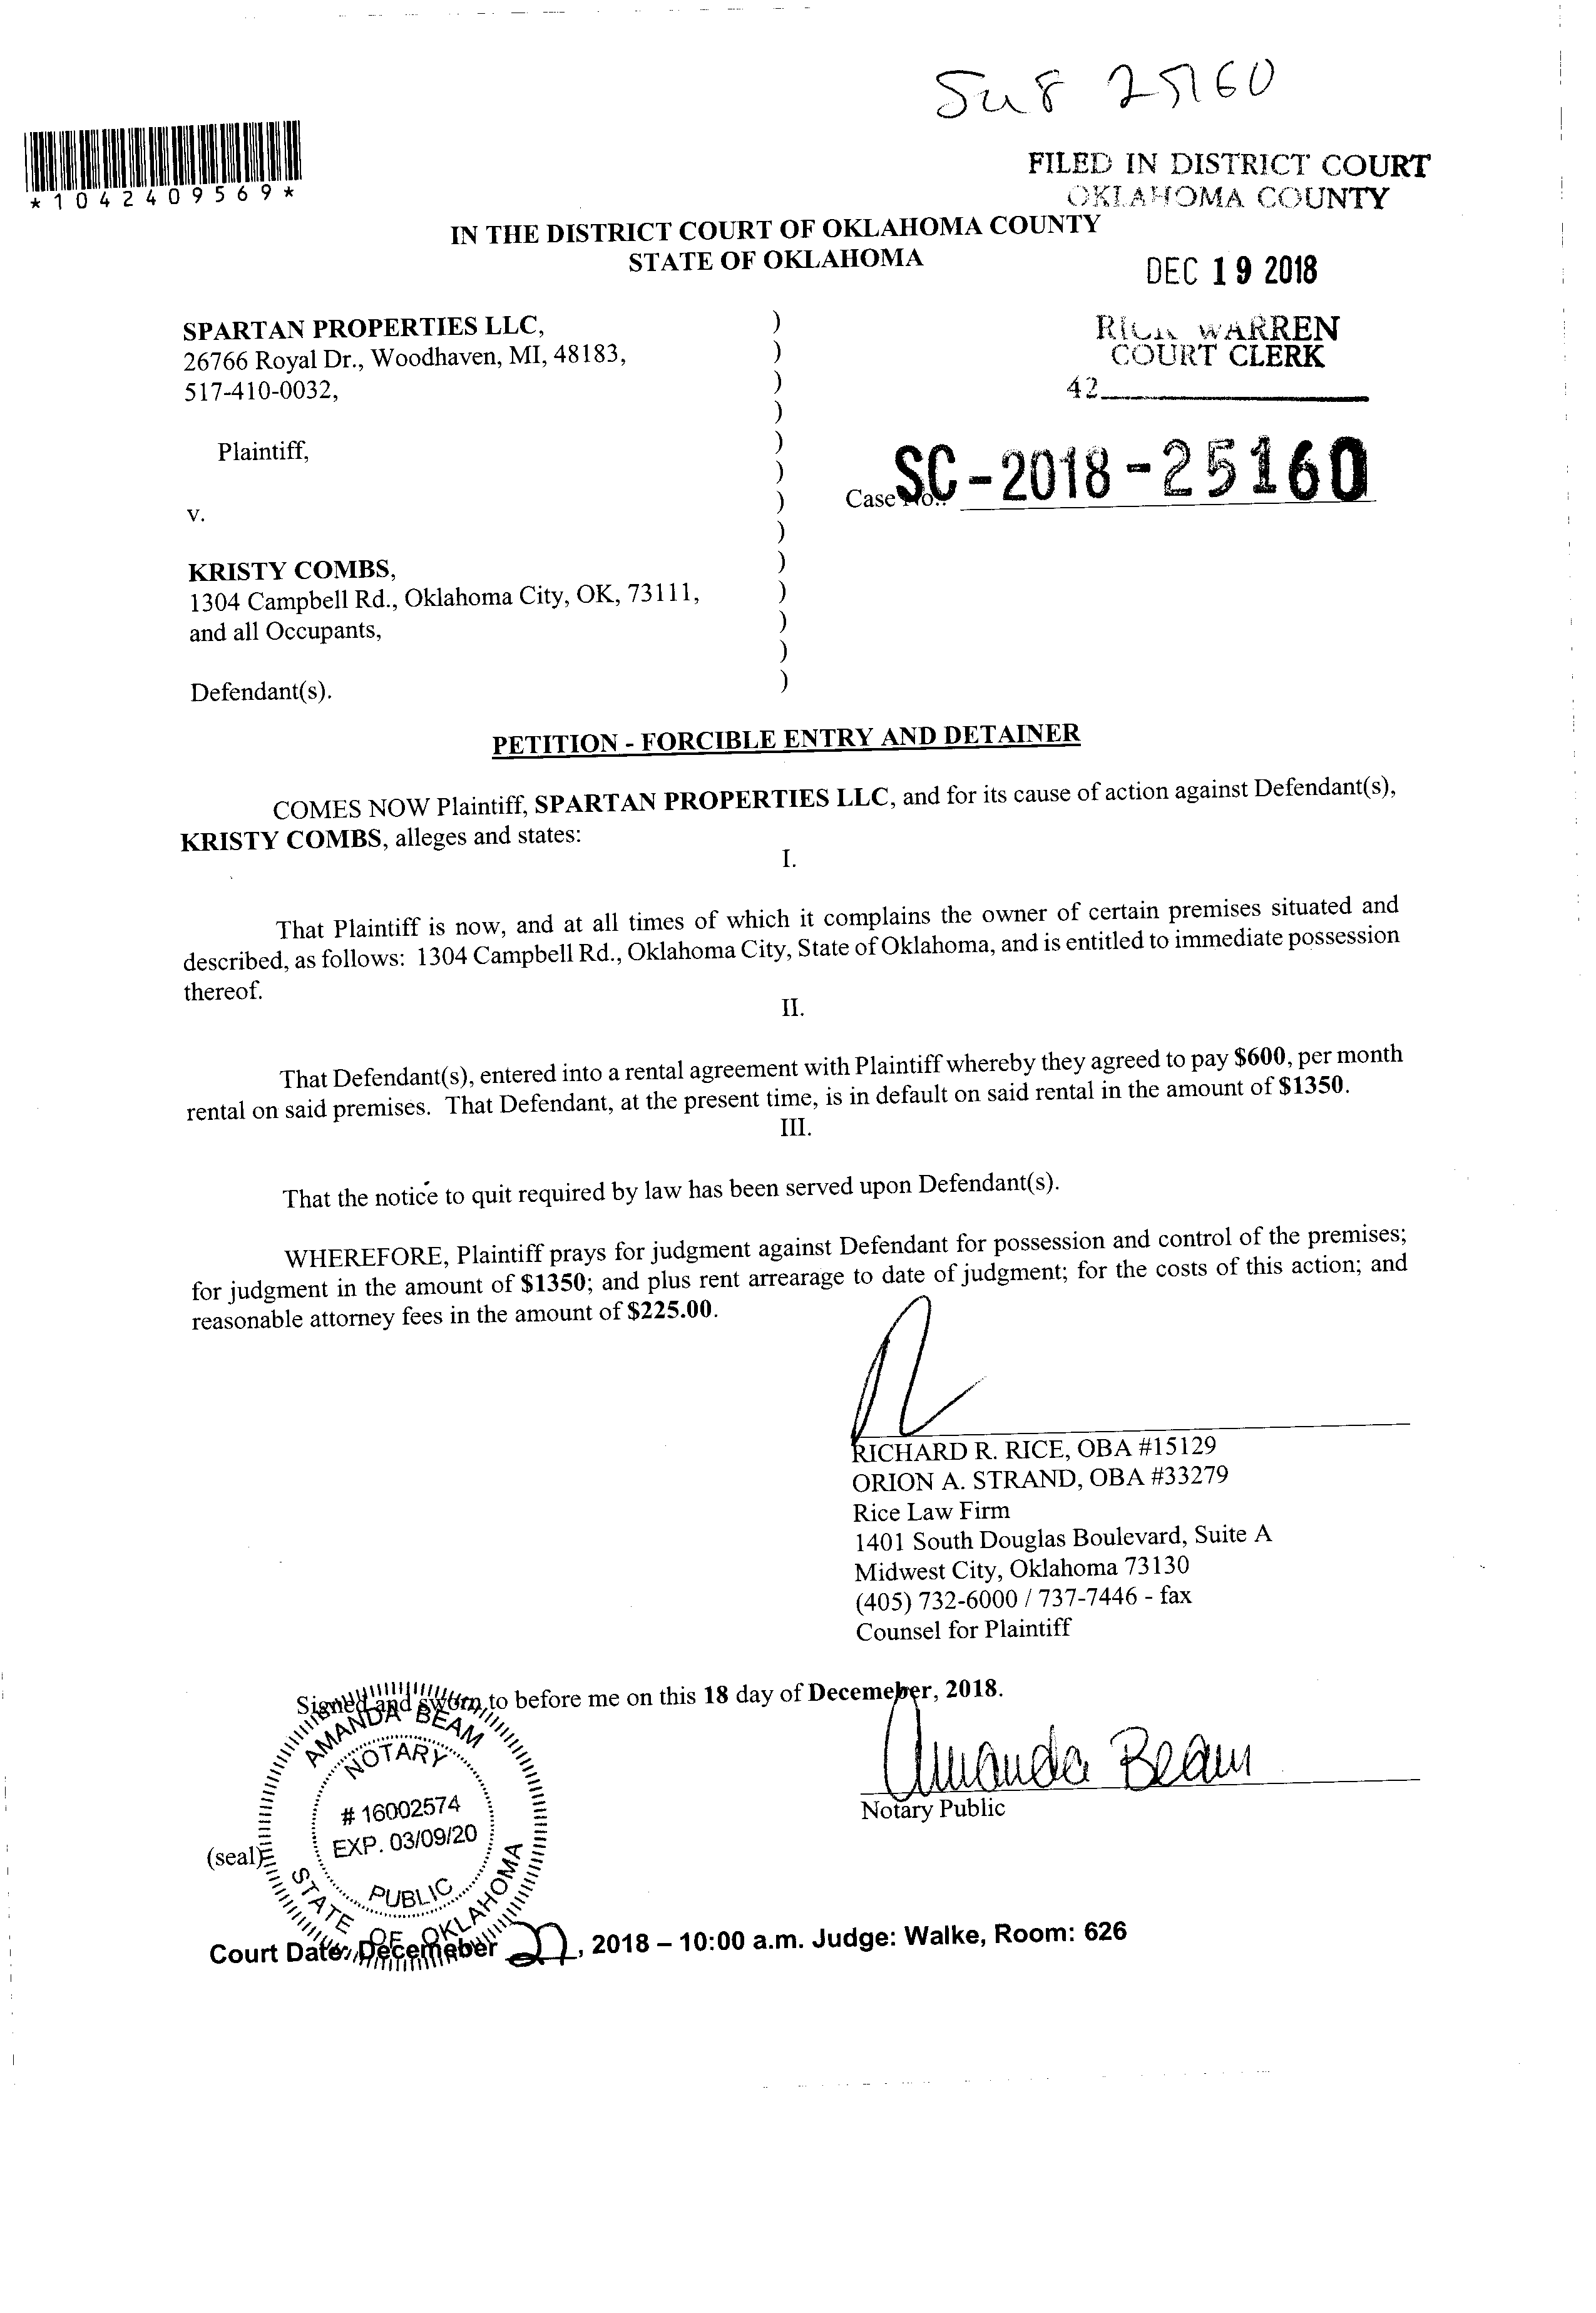 25160
*1042409569*
FILED IN DISTRICT COURT
OKLAHOMA COUNTY
IN THE DISTRICT COURT OF OKLAHOMA COUNTY
STATE OF OKLAHOMA
DEC 19 2018
SPARTAN PROPERTIES LLC, )
26766 Royal Dr., Woodhaven, MI, 48183, )
517-410-0032, )
RICK WARREN
COURT CLERK
42
)
Plaintiff, )
)
Case No.: SC-2018-25160
v. )
)
KRISTY COMBS, )
1304 Campbell Rd., Oklahoma City, OK, 73111, )
and all Occupants, )
)
Defendant(s). )
PETITION - FORCIBLE ENTRY AND DETAINER
COMES NOW Plaintiff, SPARTAN PROPERTIES LLC, and for its cause of action against Defendant(s),
KRISTY COMBS, alleges and states:
I.
That Plaintiff is now, and at all times of which it complains the owner of certain premises situated and
described, as follows: 1304 Campbell Rd., Oklahoma City, State of Oklahoma, and is entitled to immediate possession
thereof.
II.
That Defendant(s), entered into a rental agreement with Plaintiff whereby they agreed to pay $600, per month
rental on said premises. That Defendant, at the present time, is in default on said rental in the amount of $1350.
III.
That the notice to quit required by law has been served upon Defendant(s).
WHEREFORE, Plaintiff prays for judgment against Defendant for possession and control of the premises;
for judgment in the amount of $1350; and plus rent arrearage to date of judgment; for the costs of this action; and
reasonable attorney fees in the amount of $225.00.
RICHARD R. RICE, OBA #15129
ORION A. STRAND, OBA #33279
Rice Law Firm
1401 South Douglas Boulevard, Suite A
Midwest City, Oklahoma 73130
(405) 732-6000 / 737-7446 - fax
Counsel for Plaintiff
Signed and sworn to before me on this 18 day of Decemeber, 2018.
Amanda Beam
Notary Public
AMANDA BEAM
NOTARY
# 16002574
EXP. 03/09/20
PUBLIC
STATE OF OKLAHOMA
(seal)
Court Date: Decemeber 27, 2018 – 10:00 a.m. Judge: Walke, Room: 626